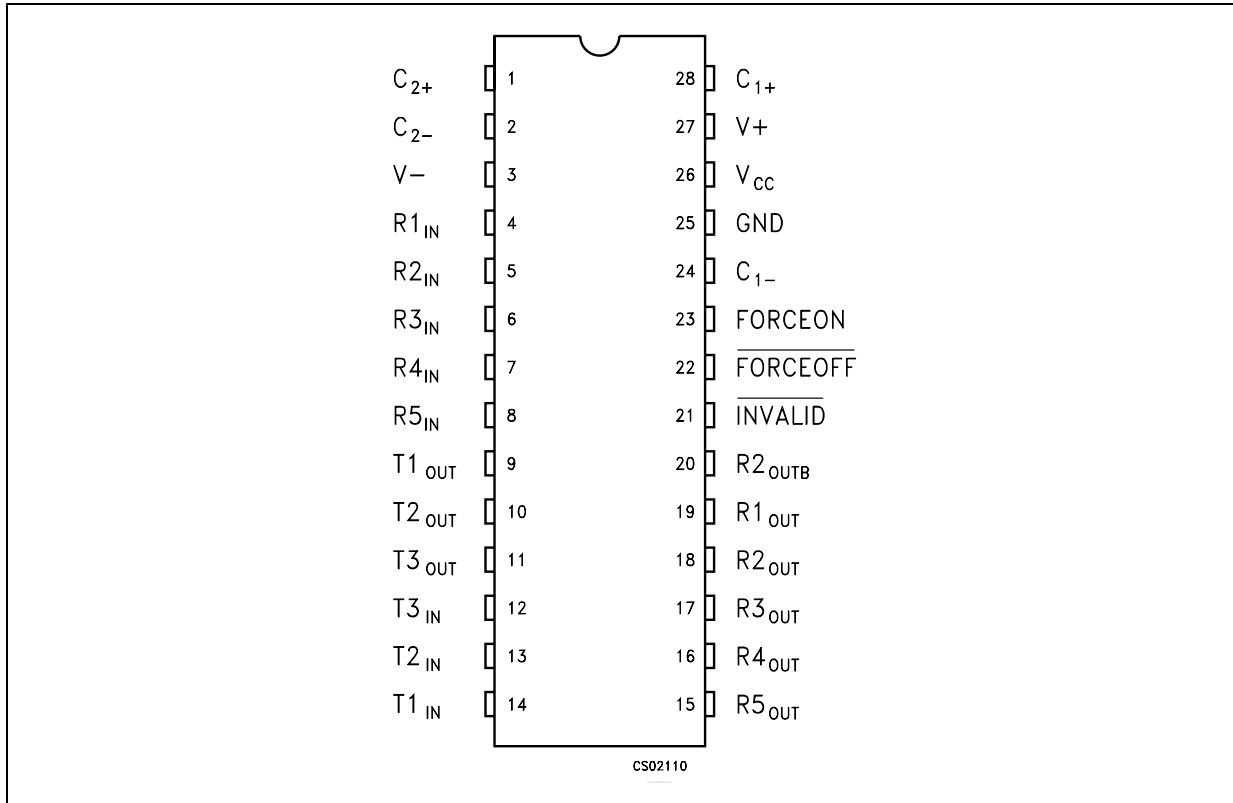 C2+ 1 28 C1+
C2− 2 27 V+
V− 3 26 VCC
R1IN 4 25 GND
R2IN 5 24 C1−
R3IN 6 23 FORCEON
R4IN 7 22 FORCEOFF
R5IN 8 21 INVALID
T1OUT 9 20 R2OUTB
T2OUT 10 19 R1OUT
T3OUT 11 18 R2OUT
T3IN 12 17 R3OUT
T2IN 13 16 R4OUT
T1IN 14 15 R5OUT
CS02110